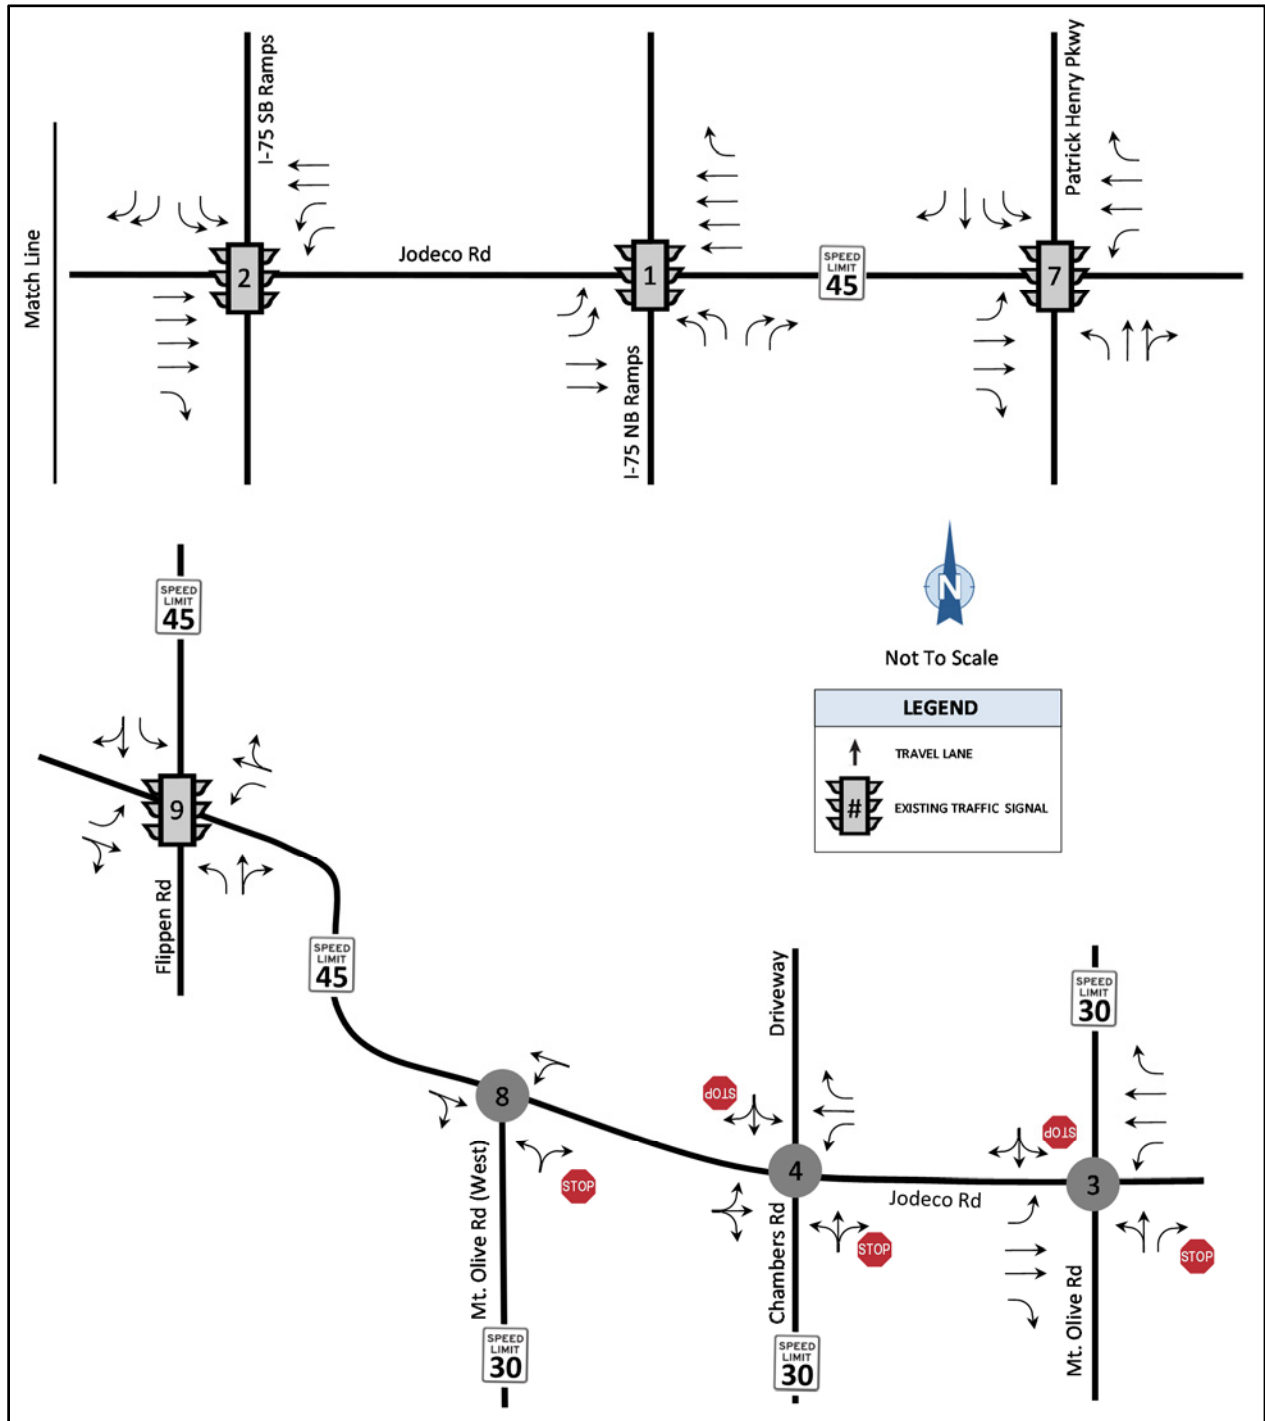 I-75 SB Ramps
Patrick Henry Pkwy
Match Line
2
Jodeco Rd
1
SPEED
LIMIT
45
7
I-75 NB Ramps
N
Not To Scale
SPEED
LIMIT
45
LEGEND
TRAVEL LANE
#
EXISTING TRAFFIC SIGNAL
9
Flippen Rd
SPEED
LIMIT
45
Driveway
SPEED
LIMIT
30
8
STOP
STOP
4
3
Mt. Olive Rd (West)
STOP
Jodeco Rd
Chambers Rd
STOP
STOP
Mt. Olive Rd
SPEED
LIMIT
30
SPEED
LIMIT
30